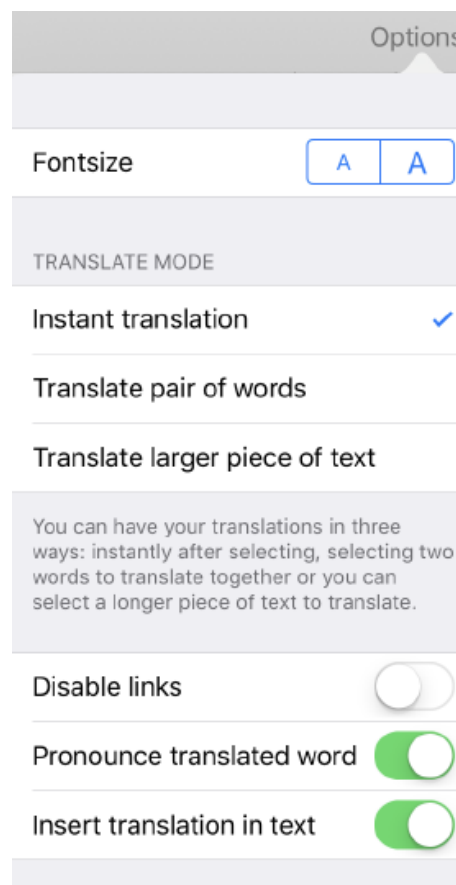 Options
Fontsize A A
TRANSLATE MODE
Instant translation
Translate pair of words
Translate larger piece of text
You can have your translations in three
ways: instantly after selecting, selecting two
words to translate together or you can
select a longer piece of text to translate.
Disable links
Pronounce translated word
Insert translation in text